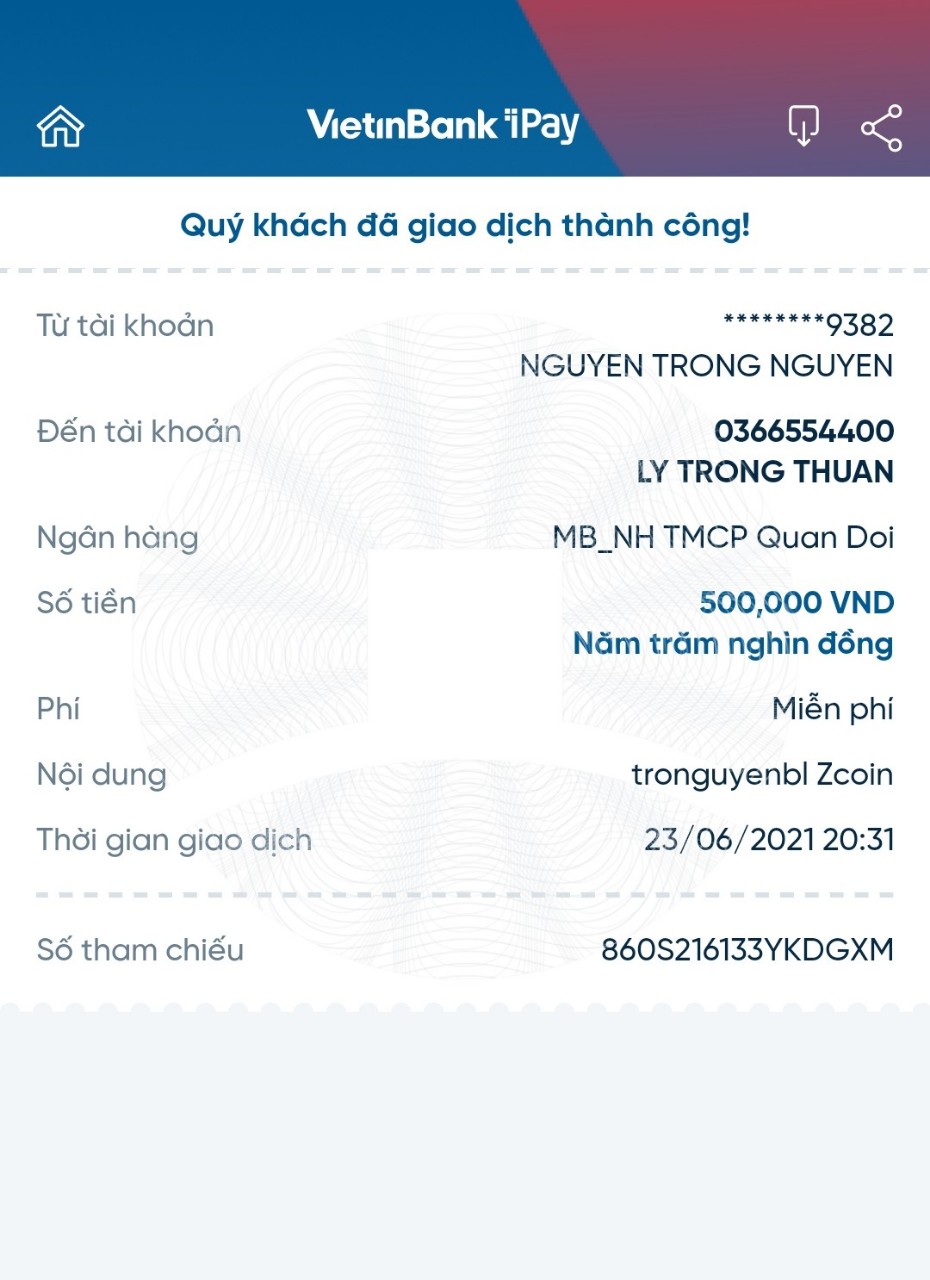 VietinBank iPay
Quý khách đã giao dịch thành công!
Từ tài khoản ********9382
NGUYEN TRONG NGUYEN
Đến tài khoản 0366554400
LY TRONG THUAN
Ngân hàng MB_NH TMCP Quan Doi
Số tiền 500,000 VND
Năm trăm nghìn đồng
Phí Miễn phí
Nội dung tronguyenbl Zcoin
Thời gian giao dịch 23/06/2021 20:31
Số tham chiếu 860S216133YKDGXM